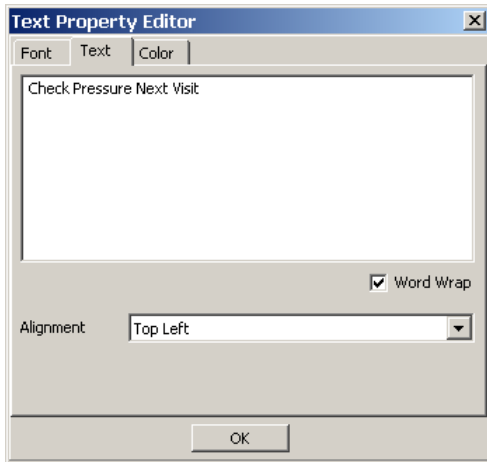 Text Property Editor
Font Text Color
Check Pressure Next Visit
Word Wrap
Alignment Top Left
OK